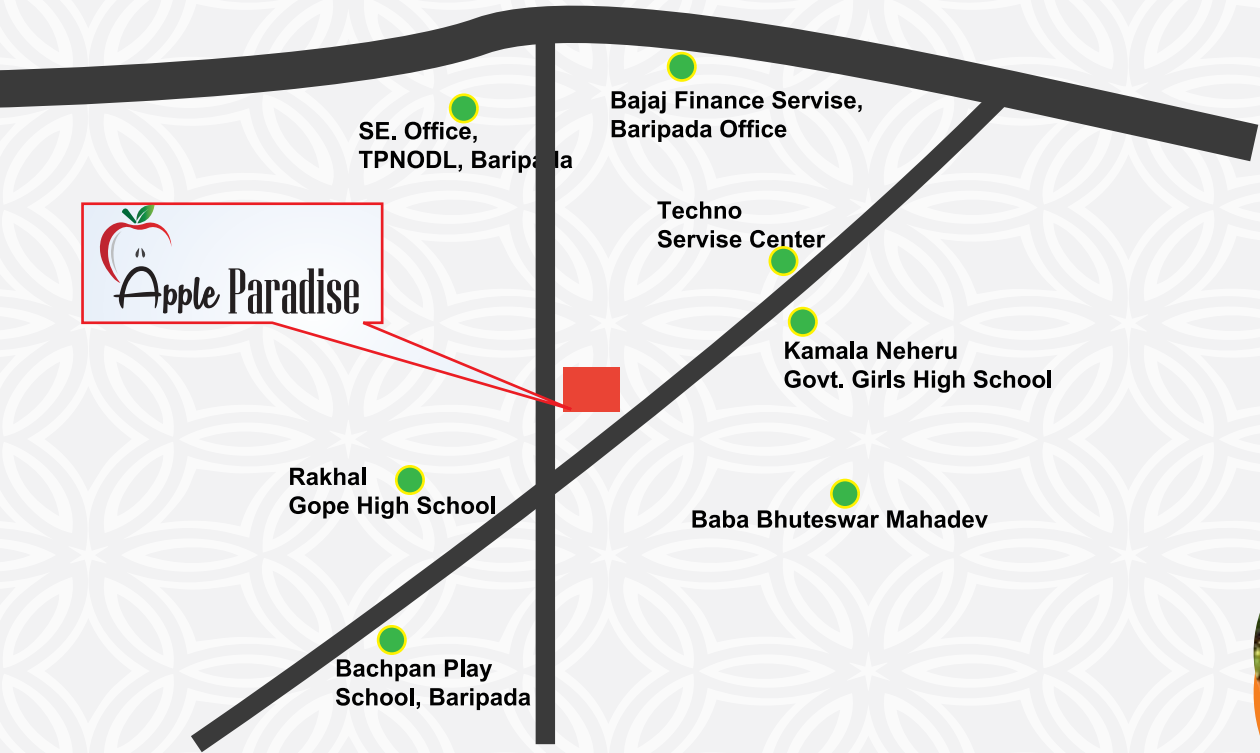 Bajaj Finance Servise,
Baripada Office
SE. Office,
TPNODL, Baripada
Techno
Servise Center
Apple Paradise
Kamala Neheru
Govt. Girls High School
Rakhal
Gope High School
Baba Bhuteswar Mahadev
Bachpan Play
School, Baripada